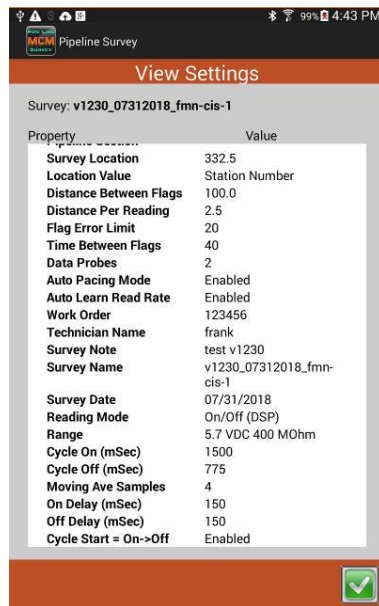 99% 4:43 PM
PIPE LINE
MCM
SURVEY
Pipeline Survey
View Settings
Survey: v1230_07312018_fmn-cis-1
Property Value
Survey Location 332.5
Location Value Station Number
Distance Between Flags 100.0
Distance Per Reading 2.5
Flag Error Limit 20
Time Between Flags 40
Data Probes 2
Auto Pacing Mode Enabled
Auto Learn Read Rate Enabled
Work Order 123456
Technician Name frank
Survey Note test v1230
Survey Name v1230_07312018_fmn-
cis-1
Survey Date 07/31/2018
Reading Mode On/Off (DSP)
Range 5.7 VDC 400 MOhm
Cycle On (mSec) 1500
Cycle Off (mSec) 775
Moving Ave Samples 4
On Delay (mSec) 150
Off Delay (mSec) 150
Cycle Start = On->Off Enabled